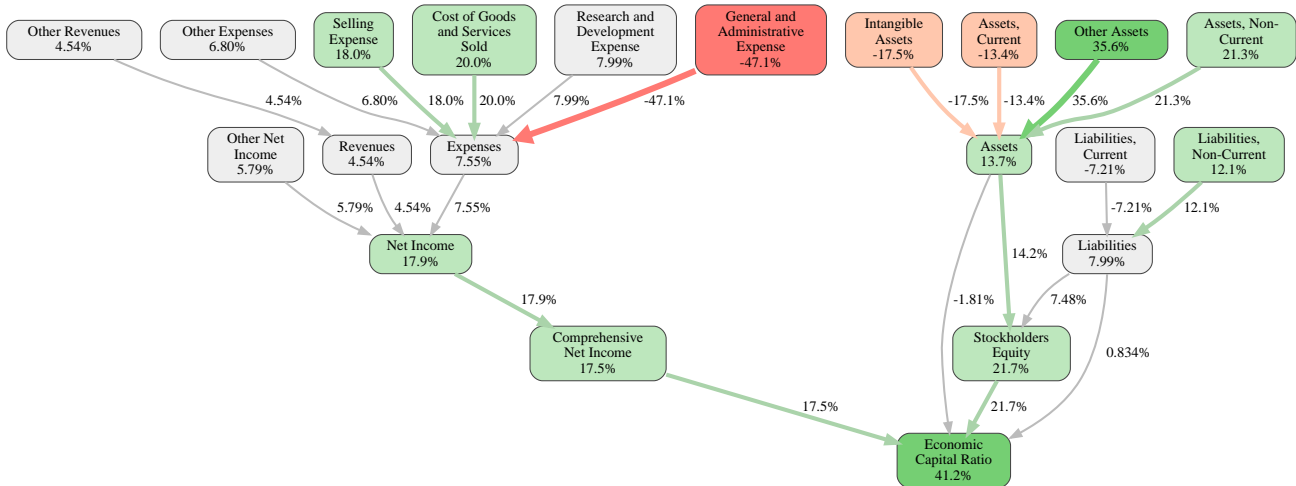 Other Revenues
4.54%
Other Expenses
6.80%
Selling
Expense
18.0%
Cost of Goods
and Services
Sold
20.0%
Research and
Development
Expense
7.99%
General and
Administrative
Expense
-47.1%
Intangible
Assets
-17.5%
Assets,
Current
-13.4%
Other Assets
35.6%
Assets, Non-
Current
21.3%
4.54%
6.80%
18.0%
20.0%
7.99%
-47.1%
-17.5%
-13.4%
35.6%
21.3%
Other Net
Income
5.79%
Revenues
4.54%
Expenses
7.55%
Assets
13.7%
Liabilities,
Current
-7.21%
Liabilities,
Non-Current
12.1%
5.79%
4.54%
7.55%
-7.21%
12.1%
Net Income
17.9%
14.2%
Liabilities
7.99%
17.9%
-1.81%
7.48%
Comprehensive
Net Income
17.5%
Stockholders
Equity
21.7%
0.834%
17.5%
21.7%
Economic
Capital Ratio
41.2%